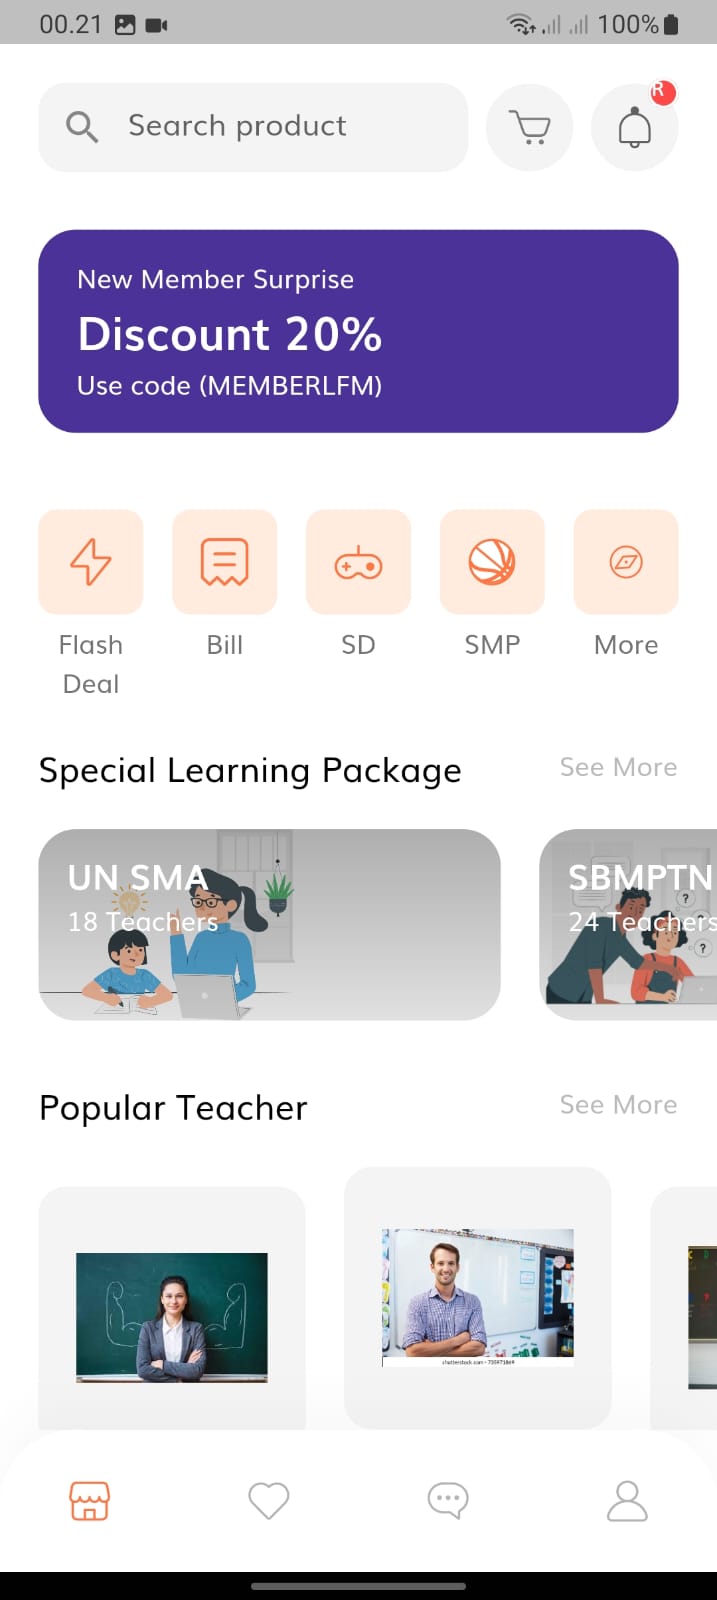 00.21
100%
Search product
R
New Member Surprise
Discount 20%
Use code (MEMBERLFM)
Flash Deal
Bill
SD
SMP
More
Special Learning Package
See More
UN SMA
18 Teachers
SBMPTN
24 Teachers
?
?
Popular Teacher
See More
shutterstock.com • 735971869